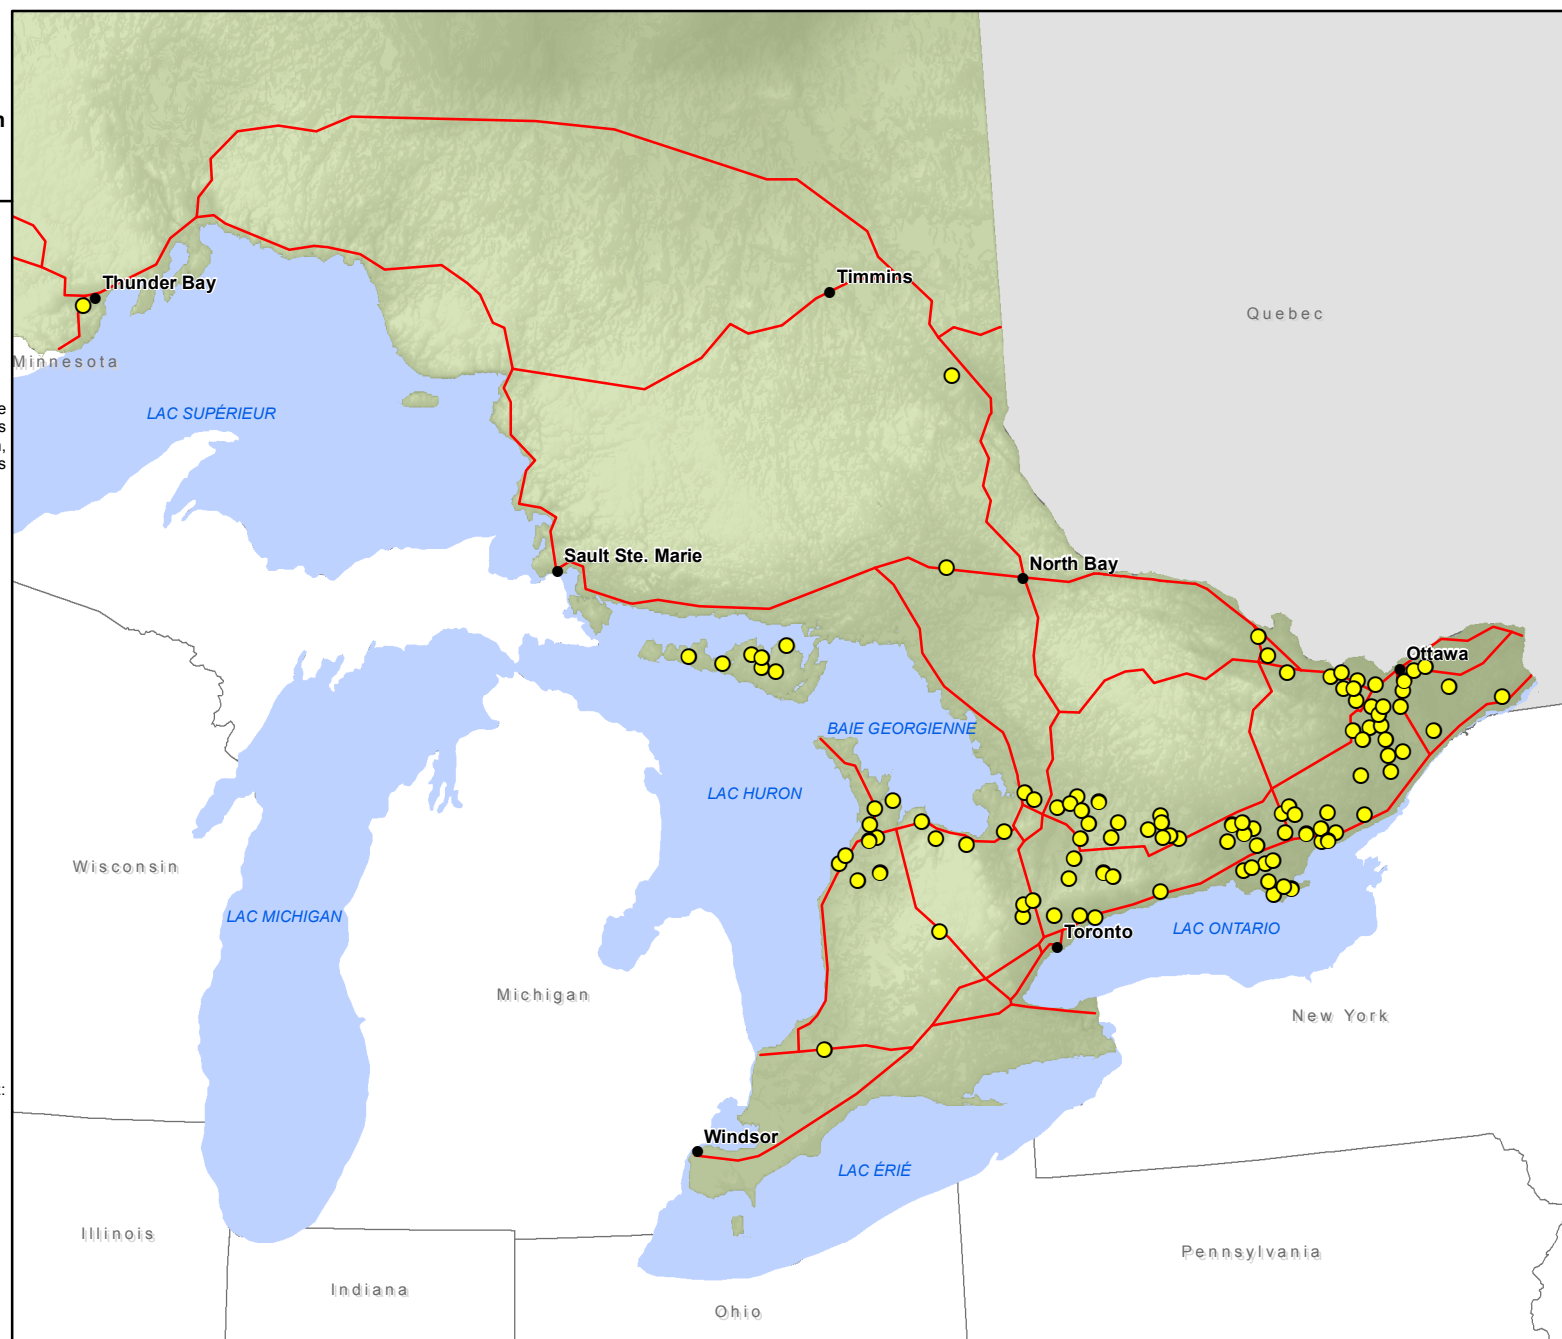 n
Thunder Bay
Timmins
Quebec
Minnesota
e
LAC SUPÉRIEUR
s
,
s
Sault Ste. Marie
North Bay
Ottawa
BAIE GEORGIENNE
LAC HURON
Wisconsin
LAC MICHIGAN
Toronto
LAC ONTARIO
Michigan
New York
:
Windsor
LAC ÉRIÉ
Illinois
Pennsylvania
Indiana
Ohio